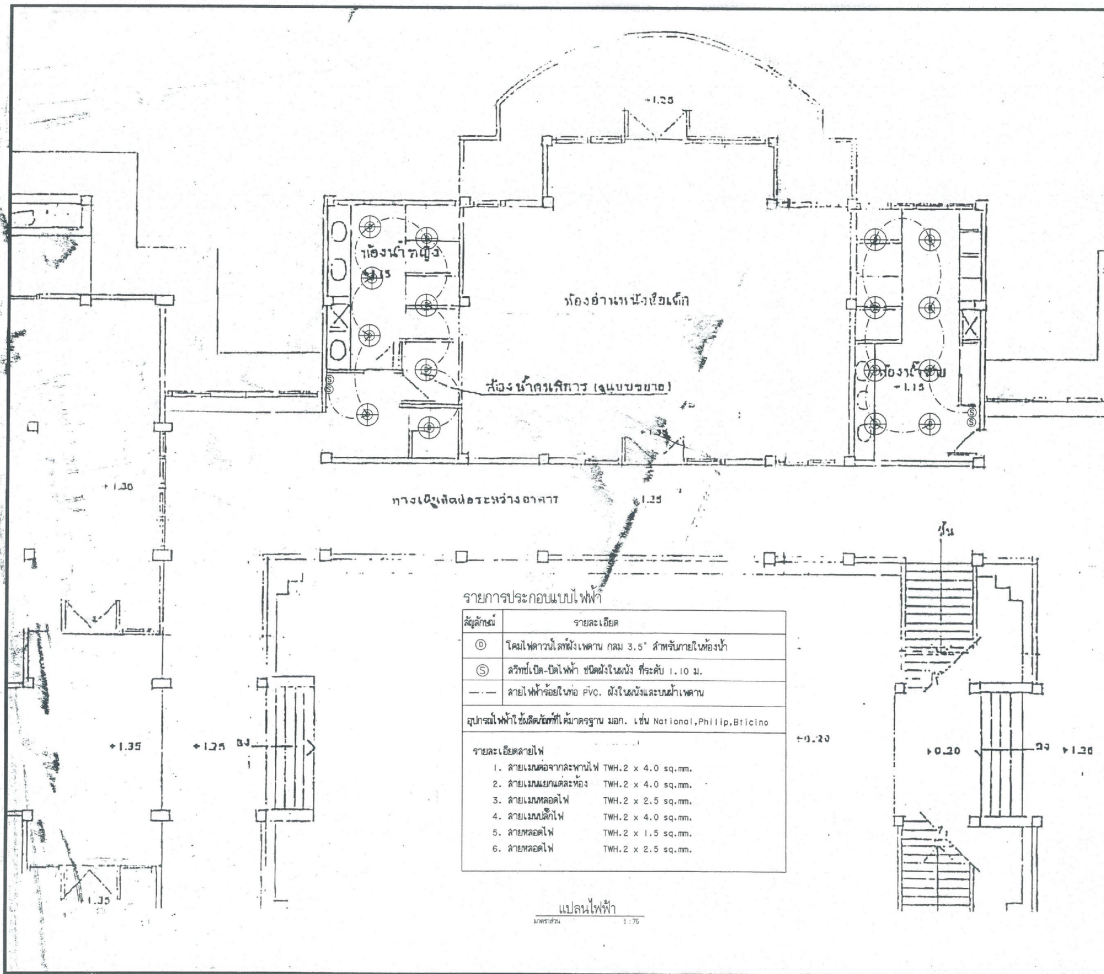 +1.25
ห้องน้ำหญิง
+1.15
ห้องอ่านหนังสือเด็ก
ห้องน้ำคนพิการ (ดูแบบขยาย)
ห้องน้ำชาย
+1.15
S
S
S
S
+1.35
+1.30
ทางเดินติดต่อระหว่างอาคาร
+1.25
ขึ้น
รายการประกอบแบบไฟฟ้า
สัญลักษณ์ รายละเอียด
โคมไฟดาวน์ไลท์ฝังเพดาน กลม 3.5" สำหรับภายในห้องน้ำ
S สวิทช์เปิด-ปิดไฟฟ้า ชนิดฝังในผนัง ที่ระดับ 1.10 ม.
สายไฟฟ้าร้อยในท่อ PVC. ฝังในผนังและบนฝ้าเพดาน
อุปกรณ์ไฟฟ้าใช้ผลิตภัณฑ์ที่ได้มาตรฐาน มอก. เช่น National,Philip,Bticino
รายละเอียดสายไฟ
1. สายเมนต่อจากสะพานไฟ TWH.2 x 4.0 sq.mm.
2. สายเมนแยกแต่ละห้อง TWH.2 x 4.0 sq.mm.
3. สายเมนหลอดไฟ TWH.2 x 2.5 sq.mm.
4. สายเมนปลั๊กไฟ TWH.2 x 4.0 sq.mm.
5. สายหลอดไฟ TWH.2 x 1.5 sq.mm.
6. สายหลอดไฟ TWH.2 x 2.5 sq.mm.
+1.35
+1.25
ลง
+0.20
+0.20
ลง
+1.25
+1.35
แปลนไฟฟ้า
มาตราส่วน 1:75